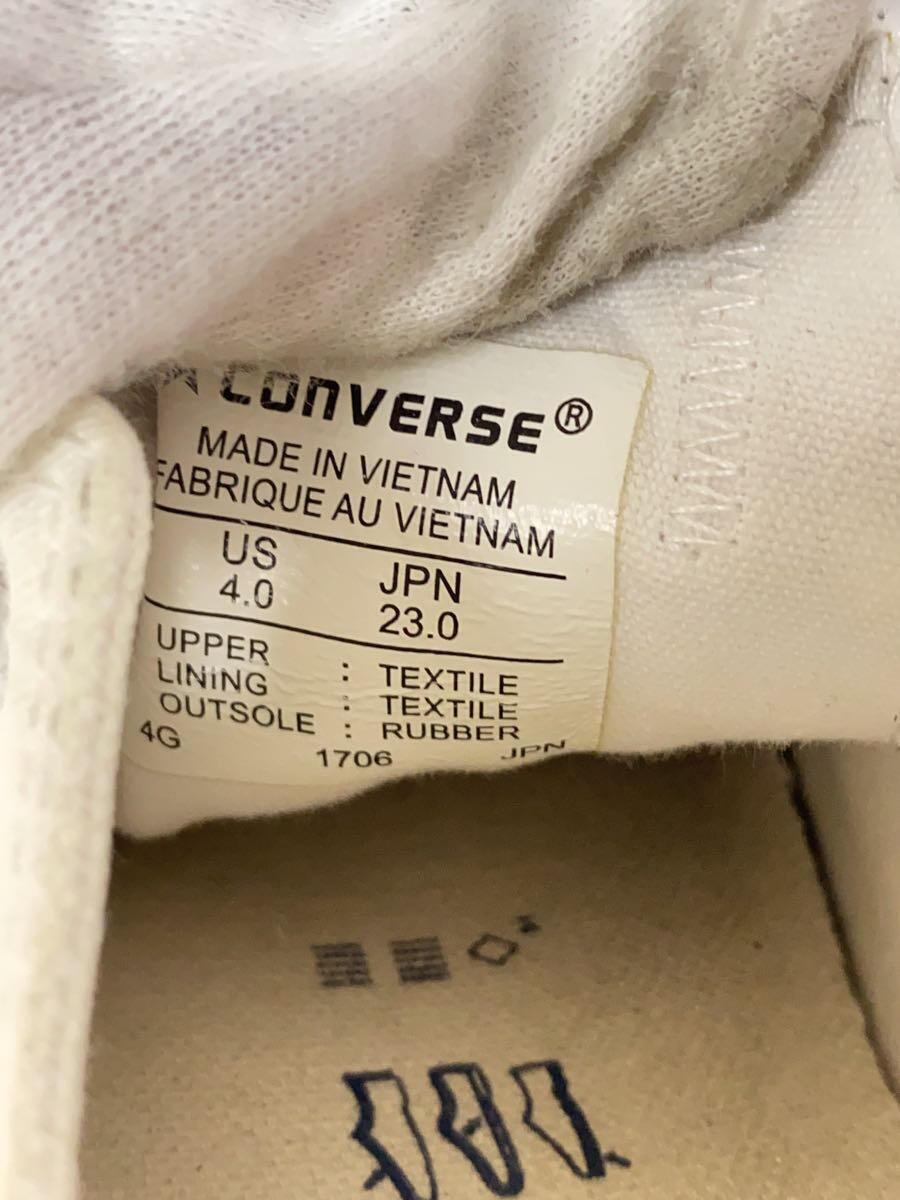 CONVERSE®
MADE IN VIETNAM
FABRIQUE AU VIETNAM
US JPN
4.0 23.0
UPPER : TEXTILE
LINING : TEXTILE
OUTSOLE : RUBBER
4G 1706 JPN